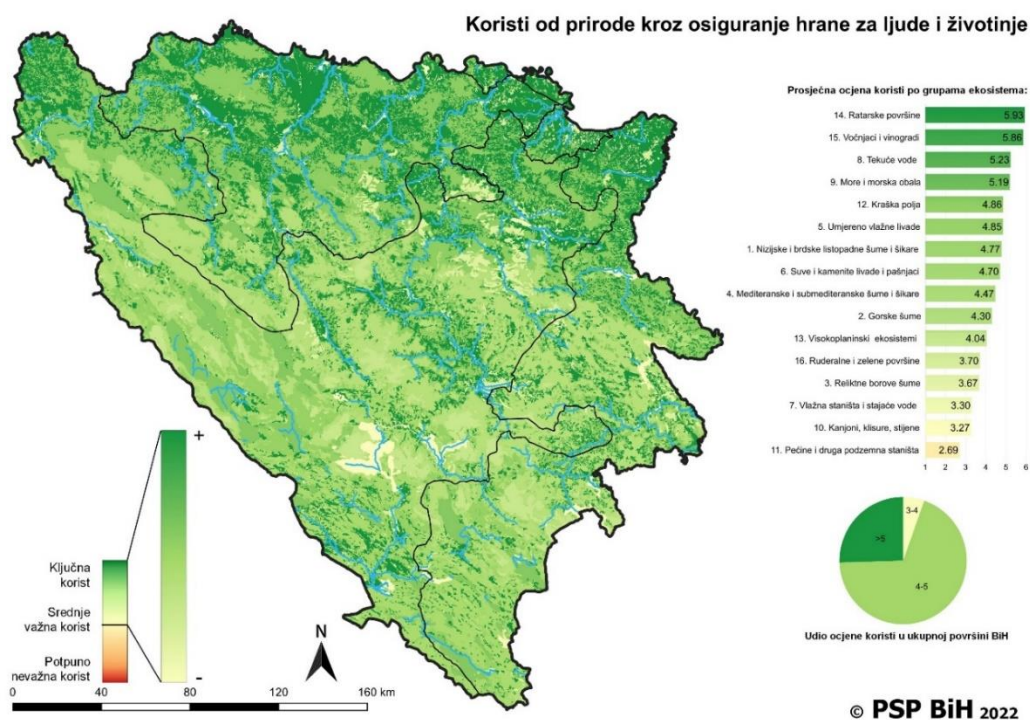 Koristi od prirode kroz osiguranje hrane za ljude i životinje
Prosječna ocjena koristi po grupama ekosistema:
14. Ratarske površine 5.93
15. Voćnjaci i vinogradi 5.86
8. Tekuće vode 5.23
9. More i morska obala 5.19
12. Kraška polja 4.86
5. Umjereno vlažne livade 4.85
1. Nizijske i brdske listopadne šume i šikare 4.77
6. Suve i kamenite livade i pašnjaci 4.70
4. Mediteranske i submediteranske šume i šikare 4.47
2. Gorske šume 4.30
13. Visokoplaninski ekosistemi 4.04
16. Ruderalne i zelene površine 3.70
3. Reliktne borove šume 3.67
7. Vlažna staništa i stajaće vode 3.30
10. Kanjoni, klisure, stijene 3.27
11. Pećine i druga podzemna staništa 2.69
1 2 3 4 5 6
3-4
>5
4-5
Udio ocjene koristi u ukupnoj površini BiH
+
Ključna
korist
Srednje
važna korist
Potpuno
nevažna korist
-
N
0 40 80 120 160 km
© PSP BiH 2022